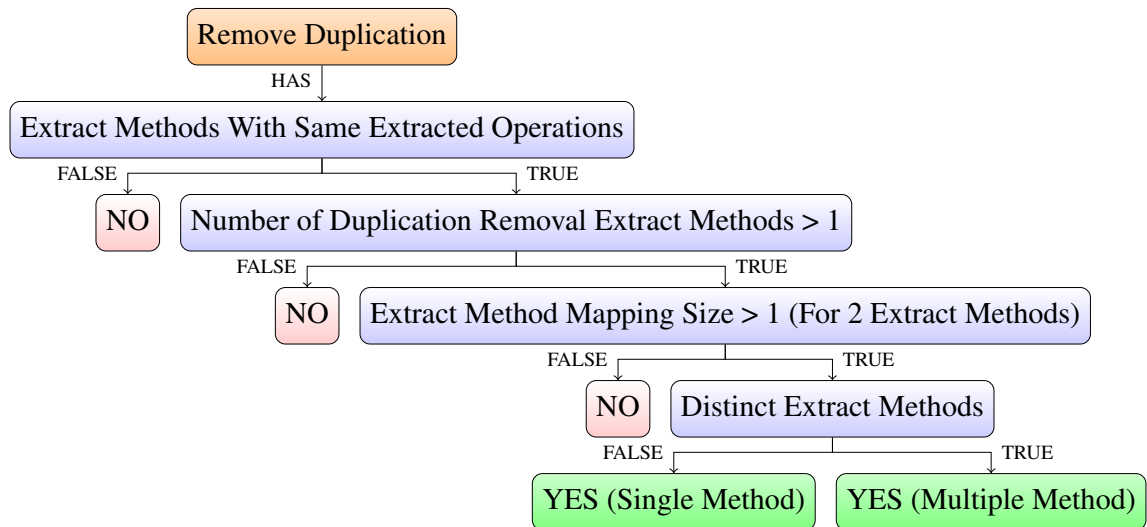 Remove Duplication
HAS
Extract Methods With Same Extracted Operations
FALSE
TRUE
NO
Number of Duplication Removal Extract Methods > 1
FALSE
TRUE
NO
Extract Method Mapping Size > 1 (For 2 Extract Methods)
FALSE
TRUE
NO
Distinct Extract Methods
FALSE
TRUE
YES (Single Method)
YES (Multiple Method)